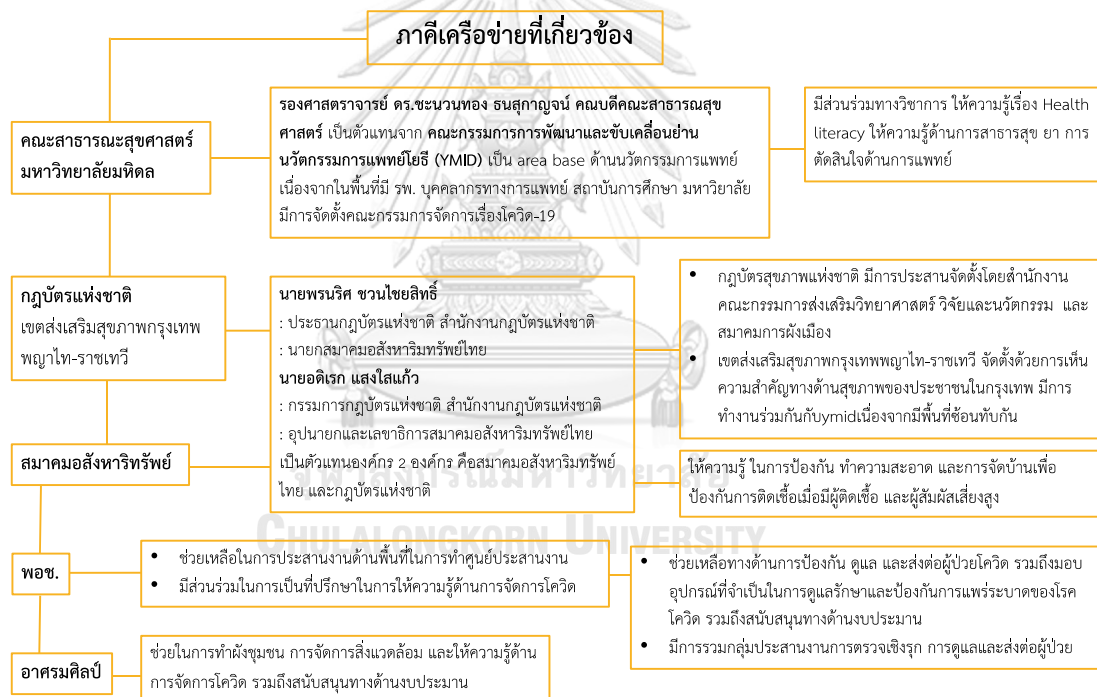 ภาคีเครือข่ายที่เกี่ยวข้อง
คณะสาธารณะสุขศาสตร์
มหาวิทยาลัยมหิดล
รองศาสตราจารย์ ดร.ชะนวนทอง ธนสุกาญจน์ คณบดีคณะสาธารณสุข
ศาสตร์ เป็นตัวแทนจาก คณะกรรมการการพัฒนาและขับเคลื่อนย่าน
นวัตกรรมการแพทย์โยธี (YMID) เป็น area base ด้านนวัตกรรมการแพทย์
เนื่องจากในพื้นที่มี รพ. บุคคลากรทางการแพทย์ สถาบันการศึกษา มหาวิทยาลัย
มีการจัดตั้งคณะกรรมการจัดการเรื่องโควิด-19
มีส่วนร่วมทางวิชาการ ให้ความรู้เรื่อง Health
literacy ให้ความรู้ด้านการสาธารสุข ยา การ
ตัดสินใจด้านการแพทย์
กฎบัตรแห่งชาติ
เขตส่งเสริมสุขภาพกรุงเทพ
พญาไท-ราชเทวี
นายพรนริศ ชวนไชยสิทธิ์
: ประธานกฎบัตรแห่งชาติ สำนักงานกฎบัตรแห่งชาติ
: นายกสมาคมอสังหาริมทรัพย์ไทย
นายอดิเรก แสงใสแก้ว
: กรรมการกฎบัตรแห่งชาติ สำนักงานกฎบัตรแห่งชาติ
: อุปนายกและเลขาธิการสมาคมอสังหาริมทรัพย์ไทย
เป็นตัวแทนองค์กร 2 องค์กร คือสมาคมอสังหาริมทรัพย์
ไทย และกฎบัตรแห่งชาติ
• กฎบัตรสุขภาพแห่งชาติ มีการประสานจัดตั้งโดยสำนักงาน
คณะกรรมการส่งเสริมวิทยาศาสตร์ วิจัยและนวัตกรรม และ
สมาคมการผังเมือง
• เขตส่งเสริมสุขภาพกรุงเทพพญาไท-ราชเทวี จัดตั้งด้วยการเห็น
ความสำคัญทางด้านสุขภาพของประชาชนในกรุงเทพ มีการ
ทำงานร่วมกันกับymidเนื่องจากมีพื้นที่ซ้อนทับกัน
สมาคมอสังหาริทรัพย์
ให้ความรู้ ในการป้องกัน ทำความสะอาด และการจัดบ้านเพื่อ
ป้องกันการติดเชื้อเมื่อมีผู้ติดเชื้อ และผู้สัมผัสเสี่ยงสูง
จุฬาลงกรณ์มหาวิทยาลัย
CHULALONGKORN UNIVERSITY
พอช.
• ช่วยเหลือในการประสานงานด้านพื้นที่ในการทำศูนย์ประสานงาน
• มีส่วนร่วมในการเป็นที่ปรึกษาในการให้ความรู้ด้านการจัดการโควิด
• ช่วยเหลือทางด้านการป้องกัน ดูแล และส่งต่อผู้ป่วยโควิด รวมถึงมอบ
อุปกรณ์ที่จำเป็นในการดูแลรักษาและป้องกันการแพร่ระบาดของโรค
โควิด รวมถึงสนับสนุนทางด้านงบประมาน
• มีการรวมกลุ่มประสานงานการตรวจเชิงรุก การดูแลและส่งต่อผู้ป่วย
อาศรมศิลป์
ช่วยในการทำผังชุมชน การจัดการสิ่งแวดล้อม และให้ความรู้ด้าน
การจัดการโควิด รวมถึงสนับสนุนทางด้านงบประมาน